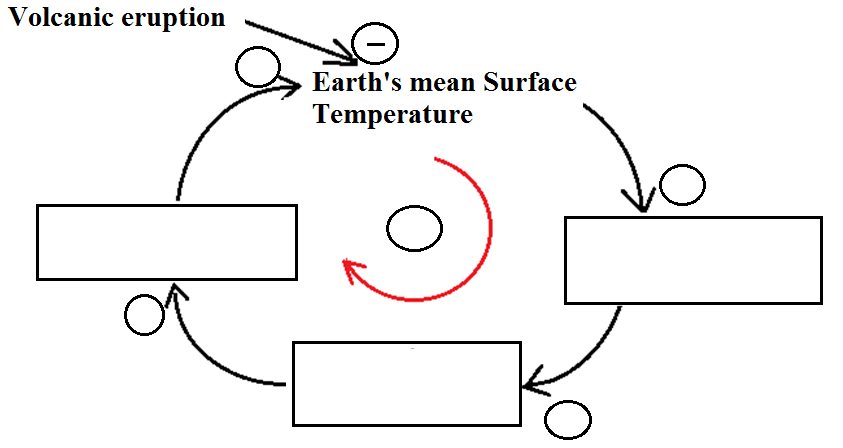 Volcanic eruption
−
Earth's mean Surface
Temperature